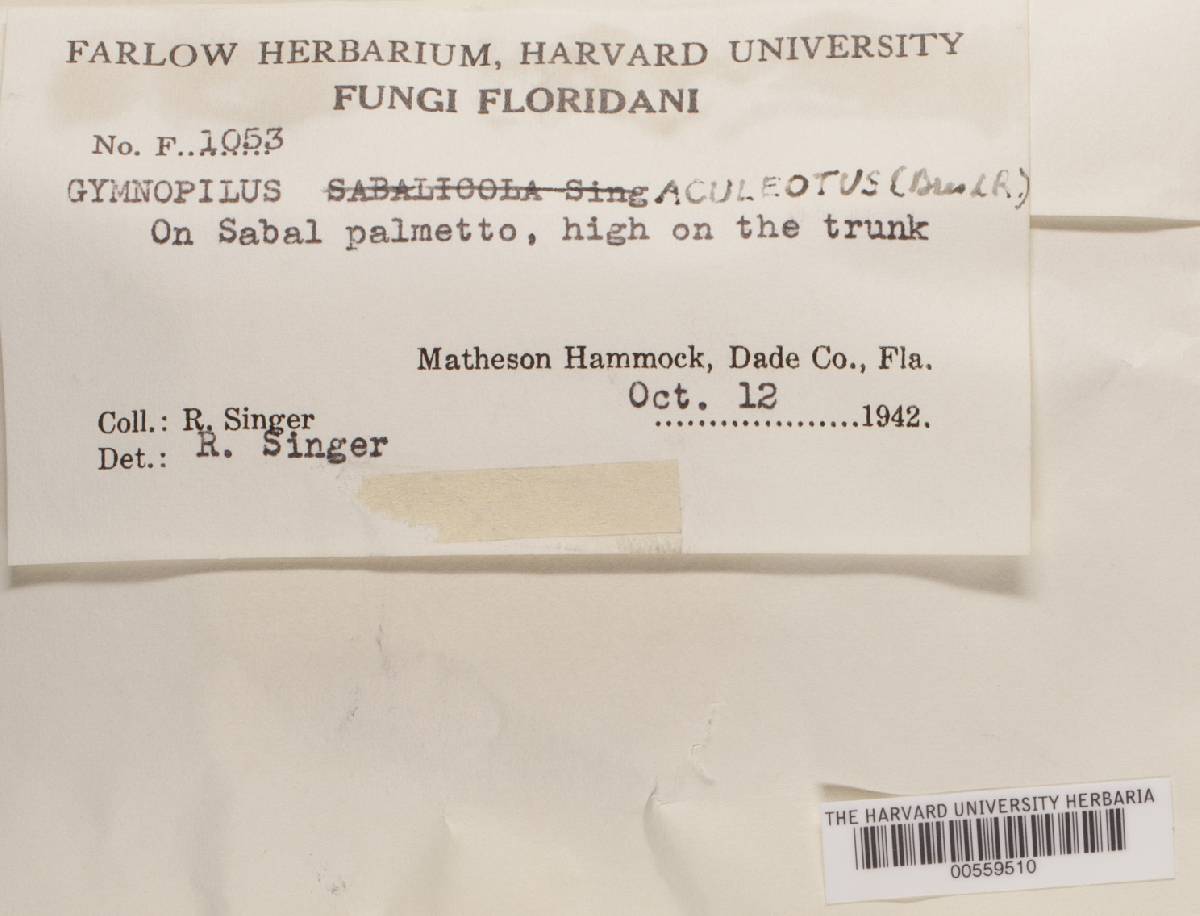 FARLOW HERBARIUM, HARVARD UNIVERSITY
FUNGI FLORIDANI
No. F..1053
GYMNOPILUS SABALICOLA Sing ACULEOTUS (Bres & R)
On Sabal palmetto, high on the trunk
Matheson Hammock, Dade Co., Fla.
Oct. 12 ...................1942.
Coll.: R. Singer
Det.: R. Singer
THE HARVARD UNIVERSITY HERBARIA
00559510